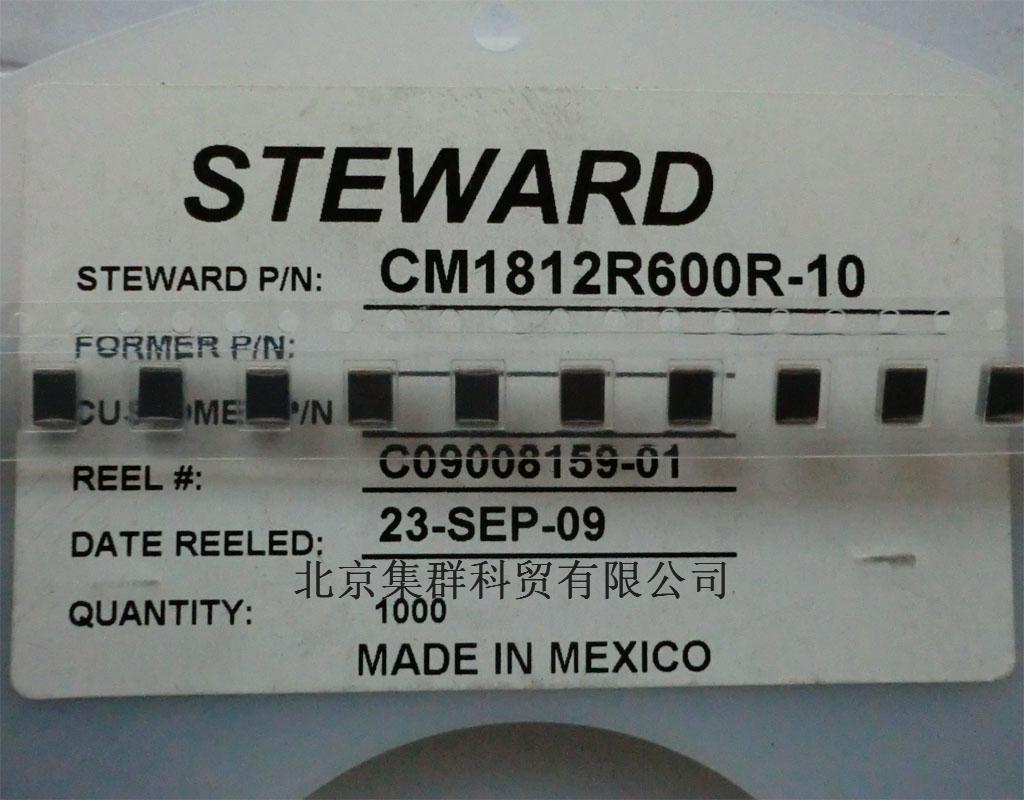 STEWARD
STEWARD P/N: CM1812R600R-10
FORMER P/N:
CUSTOMER P/N
REEL #: C09008159-01
DATE REELED: 23-SEP-09
北京集群科贸有限公司
QUANTITY: 1000
MADE IN MEXICO